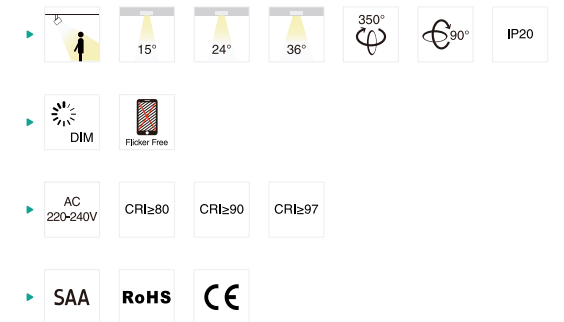 15°
24°
36°
350°
90°
IP20
DIM
Flicker Free
AC
220-240V
CRI≥80
CRI≥90
CRI≥97
SAA
RoHS
CE